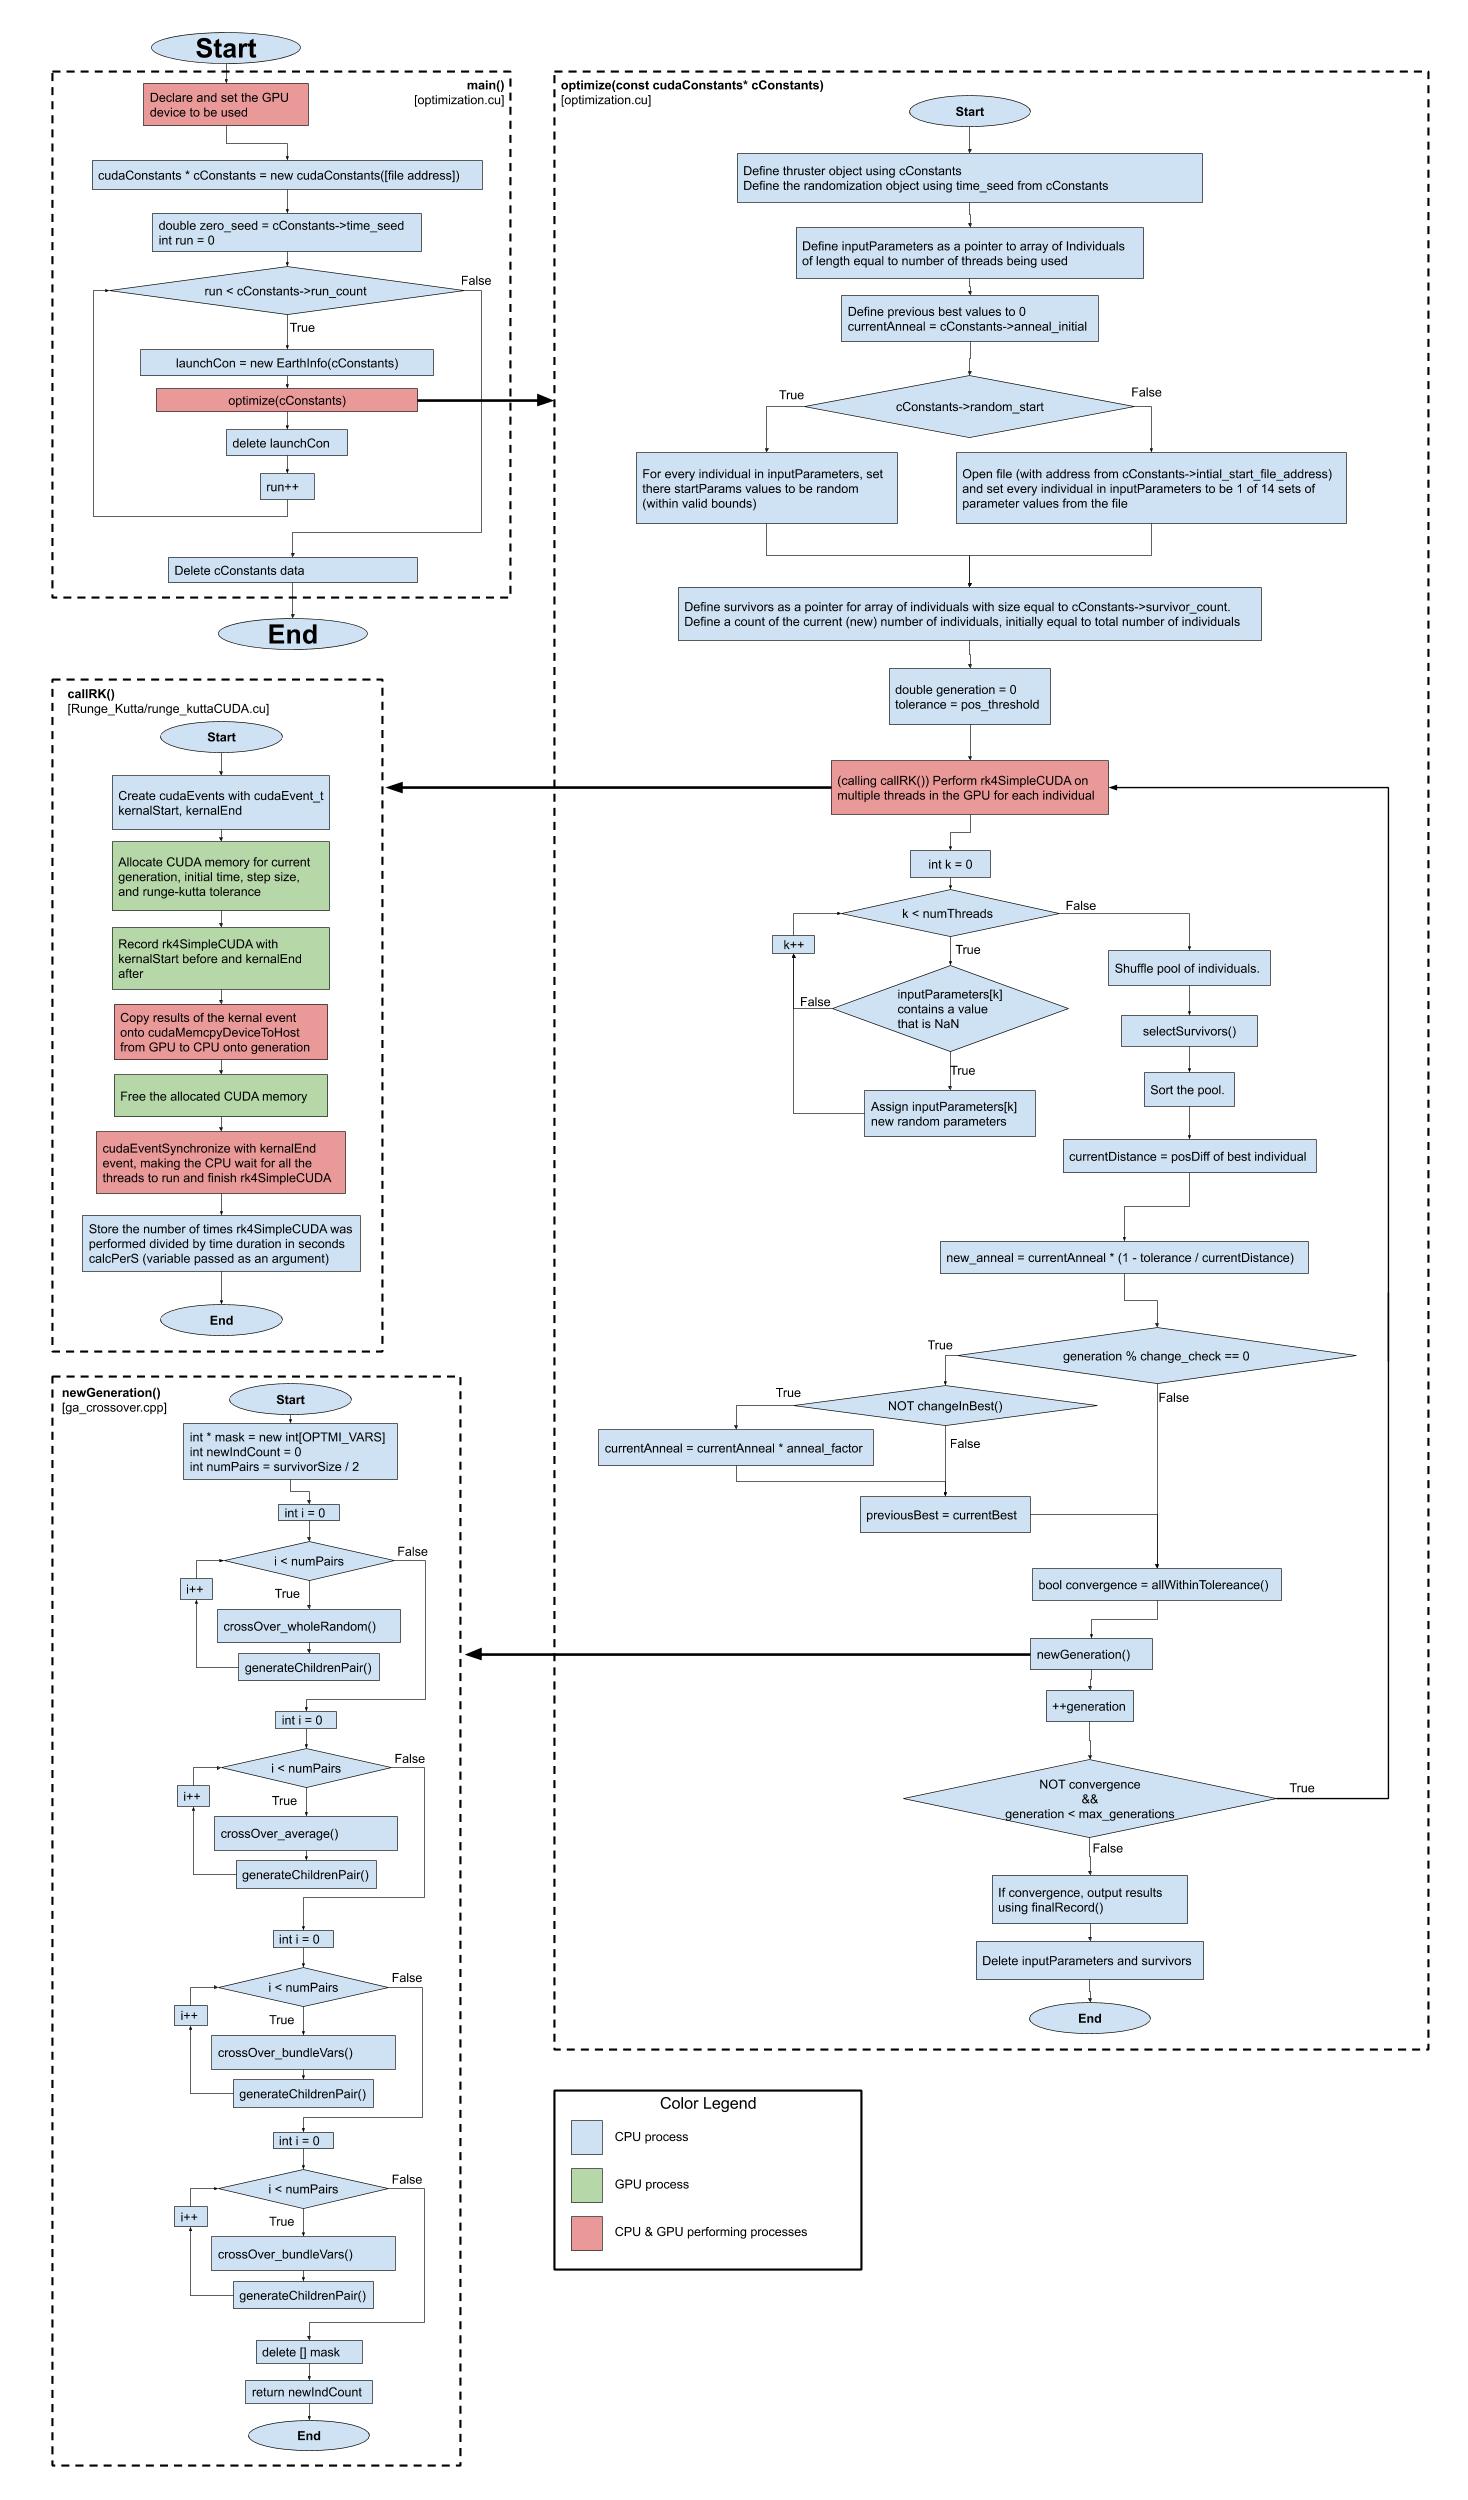 Start
main()
[optimization.cu]
Declare and set the GPU
device to be used
cudaConstants * cConstants = new cudaConstants([file address])
double zero_seed = cConstants->time_seed
int run = 0
run < cConstants->run_count
False
True
launchCon = new EarthInfo(cConstants)
optimize(cConstants)
delete launchCon
run++
Delete cConstants data
End
optimize(const cudaConstants* cConstants)
[optimization.cu]
Start
Define thruster object using cConstants
Define the randomization object using time_seed from cConstants
Define inputParameters as a pointer to array of Individuals
of length equal to number of threads being used
Define previous best values to 0
currentAnneal = cConstants->anneal_initial
True
cConstants->random_start
False
For every individual in inputParameters, set
there startParams values to be random
(within valid bounds)
Open file (with address from cConstants->intial_start_file_address)
and set every individual in inputParameters to be 1 of 14 sets of
parameter values from the file
Define survivors as a pointer for array of individuals with size equal to cConstants->survivor_count.
Define a count of the current (new) number of individuals, initially equal to total number of individuals
double generation = 0
tolerance = pos_threshold
(calling callRK()) Perform rk4SimpleCUDA on
multiple threads in the GPU for each individual
int k = 0
k < numThreads
False
k++
True
inputParameters[k]
contains a value
that is NaN
False
True
Assign inputParameters[k]
new random parameters
Shuffle pool of individuals.
selectSurvivors()
Sort the pool.
currentDistance = posDiff of best individual
new_anneal = currentAnneal * (1 - tolerance / currentDistance)
generation % change_check == 0
True
False
NOT changeInBest()
True
False
currentAnneal = currentAnneal * anneal_factor
previousBest = currentBest
bool convergence = allWithinTolereance()
newGeneration()
++generation
NOT convergence
&&
generation < max_generations
True
False
If convergence, output results
using finalRecord()
Delete inputParameters and survivors
End
callRK()
[Runge_Kutta/runge_kuttaCUDA.cu]
Start
Create cudaEvents with cudaEvent_t
kernalStart, kernalEnd
Allocate CUDA memory for current
generation, initial time, step size,
and runge-kutta tolerance
Record rk4SimpleCUDA with
kernalStart before and kernalEnd
after
Copy results of the kernal event
onto cudaMemcpyDeviceToHost
from GPU to CPU onto generation
Free the allocated CUDA memory
cudaEventSynchronize with kernalEnd
event, making the CPU wait for all the
threads to run and finish rk4SimpleCUDA
Store the number of times rk4SimpleCUDA was
performed divided by time duration in seconds
calcPerS (variable passed as an argument)
End
newGeneration()
[ga_crossover.cpp]
Start
int * mask = new int[OPTMI_VARS]
int newIndCount = 0
int numPairs = survivorSize / 2
int i = 0
i < numPairs
False
i++
True
crossOver_wholeRandom()
generateChildrenPair()
int i = 0
i < numPairs
False
i++
True
crossOver_average()
generateChildrenPair()
int i = 0
i < numPairs
False
i++
True
crossOver_bundleVars()
generateChildrenPair()
int i = 0
i < numPairs
False
i++
True
crossOver_bundleVars()
generateChildrenPair()
delete [] mask
return newIndCount
End
Color Legend
CPU process
GPU process
CPU & GPU performing processes